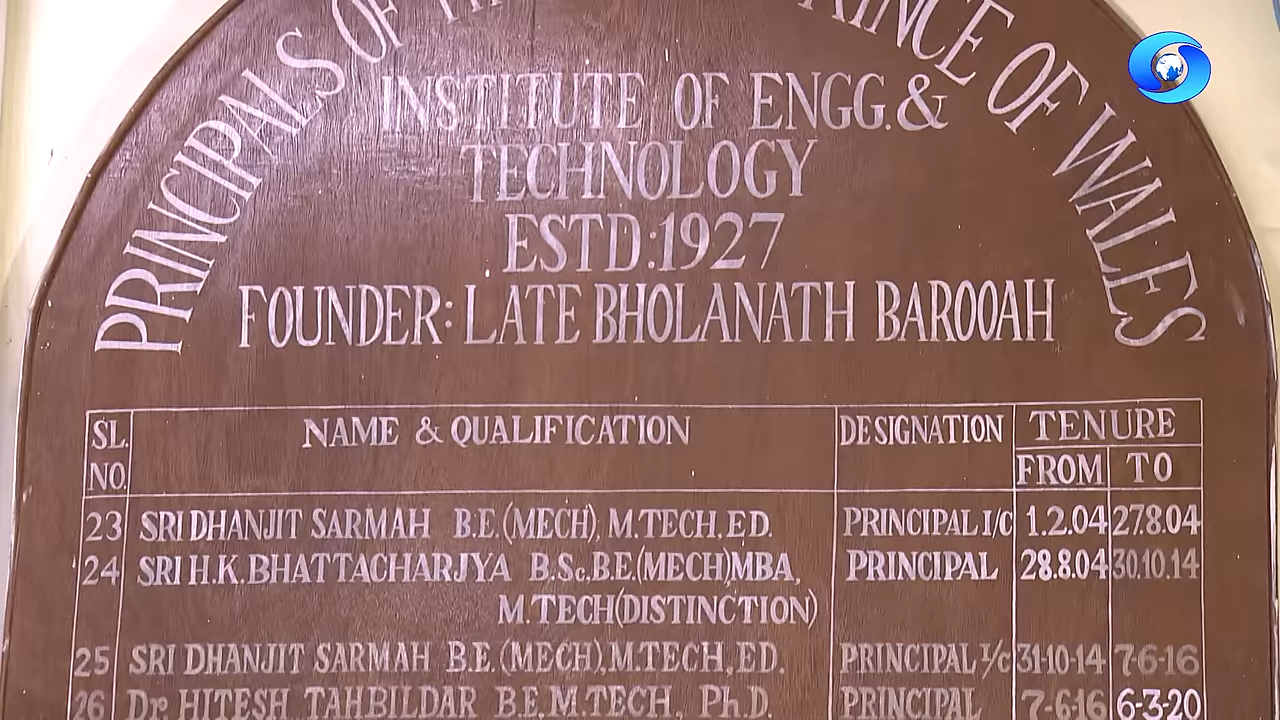 PRINCIPALS OF PRINCE OF WALES
INSTITUTE OF ENGG. &
TECHNOLOGY
ESTD:1927
FOUNDER: LATE BHOLANATH BAROOAH
SL. NO. NAME & QUALIFICATION DESIGNATION TENURE
FROM TO
23 SRI DHANJIT SARMAH B.E.(MECH), M.TECH,ED. PRINCIPAL I/C 1.2.04 27.8.04
24 SRI H.K.BHATTACHARJYA B.Sc.B.E.(MECH)MBA, PRINCIPAL 28.8.04 30.10.14
M.TECH(DISTINCTION)
25 SRI DHANJIT SARMAH B.E.(MECH),M.TECH,ED. PRINCIPAL I/C 31-10-14 7-6-16
26 Dr. HITESH TAHBILDAR B.E.M.TECH, Ph.D. PRINCIPAL 7-6-16 6-3-20